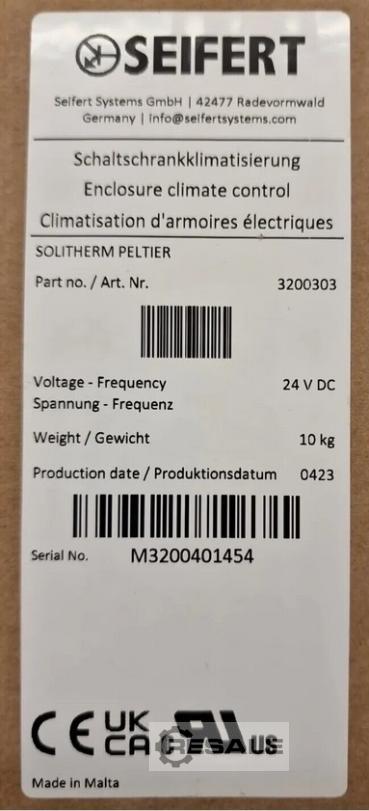 SEIFERT
Seifert Systems GmbH | 42477 Radevormwald
Germany | info@seifertsystems.com
Schaltschrankklimatisierung
Enclosure climate control
Climatisation d'armoires électriques
SOLITHERM PELTIER
Part no. / Art. Nr. 3200303
Voltage - Frequency 24 V DC
Spannung - Frequenz
Weight / Gewicht 10 kg
Production date / Produktionsdatum 0423
Serial No. M3200401454
CE UK
CA
RESA US
Made in Malta